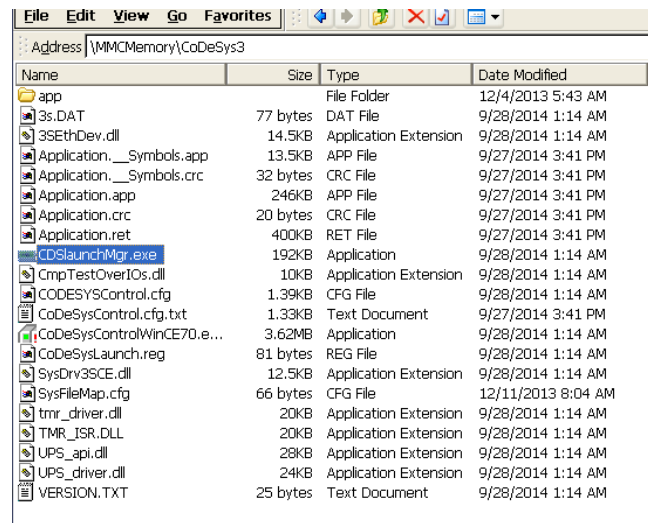 File Edit View Go Favorites
Address \MMCMemory\CoDeSys3
Name Size Type Date Modified
app File Folder 12/4/2013 5:43 AM
3s.DAT 77 bytes DAT File 9/28/2014 1:14 AM
3SEthDev.dll 14.5KB Application Extension 9/28/2014 1:14 AM
Application.__Symbols.app 13.5KB APP File 9/27/2014 3:41 PM
Application.__Symbols.crc 32 bytes CRC File 9/27/2014 3:41 PM
Application.app 246KB APP File 9/27/2014 3:41 PM
Application.crc 20 bytes CRC File 9/27/2014 3:41 PM
Application.ret 400KB RET File 9/27/2014 3:41 PM
CDSlaunchMgr.exe 192KB Application 9/28/2014 1:14 AM
CmpTestOverIOs.dll 10KB Application Extension 9/28/2014 1:14 AM
CODESYSControl.cfg 1.39KB CFG File 9/28/2014 1:14 AM
CoDeSysControl.cfg.txt 1.33KB Text Document 9/27/2014 3:41 PM
CoDeSysControlWinCE70.e... 3.62MB Application 9/28/2014 1:14 AM
CoDeSysLaunch.reg 81 bytes REG File 9/28/2014 1:14 AM
SysDrv3SCE.dll 12.5KB Application Extension 9/28/2014 1:14 AM
SysFileMap.cfg 66 bytes CFG File 12/11/2013 8:04 AM
tmr_driver.dll 20KB Application Extension 9/28/2014 1:14 AM
TMR_ISR.DLL 20KB Application Extension 9/28/2014 1:14 AM
UPS_api.dll 28KB Application Extension 9/28/2014 1:14 AM
UPS_driver.dll 24KB Application Extension 9/28/2014 1:14 AM
VERSION.TXT 25 bytes Text Document 9/28/2014 1:14 AM